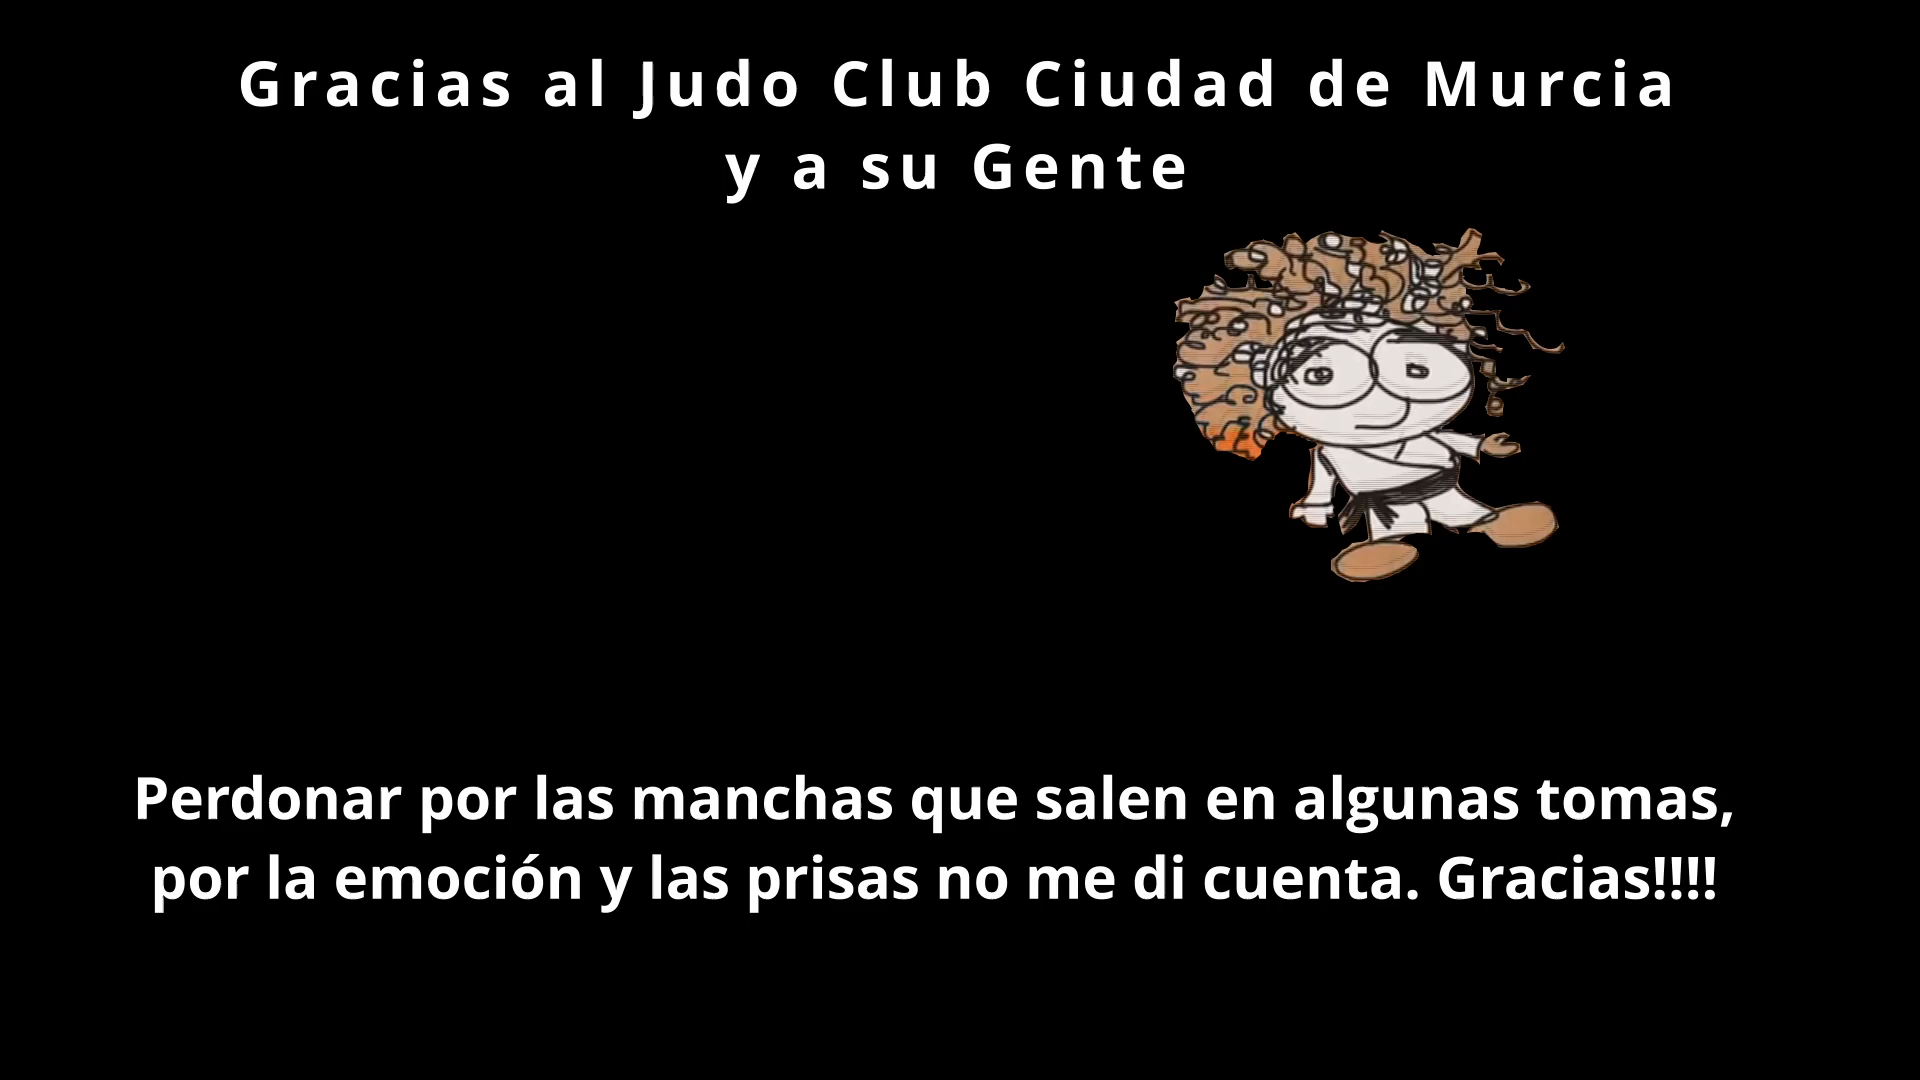 Gracias al Judo Club Ciudad de Murcia
y a su Gente
Perdonar por las manchas que salen en algunas tomas,
por la emoción y las prisas no me di cuenta. Gracias!!!!